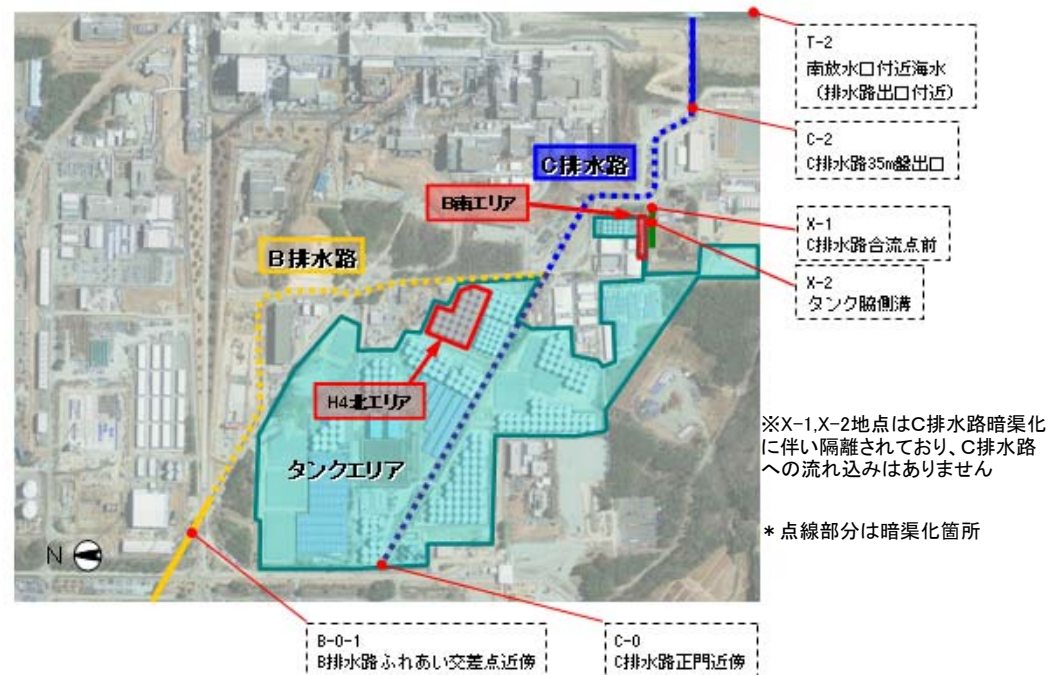 T-2
南放水口付近海水
(排水路出口付近)
C-2
C排水路35m盤出口
C排水路
B南エリア
X-1
C排水路合流点前
B排水路
X-2
タンク脇側溝
H4北エリア
タンクエリア
※X-1,X-2地点はC排水路暗渠化
に伴い隔離されており、C排水路
への流れ込みはありません
*点線部分は暗渠化箇所
N
B-0-1
B排水路ふれあい交差点近傍
C-0
C排水路正門近傍